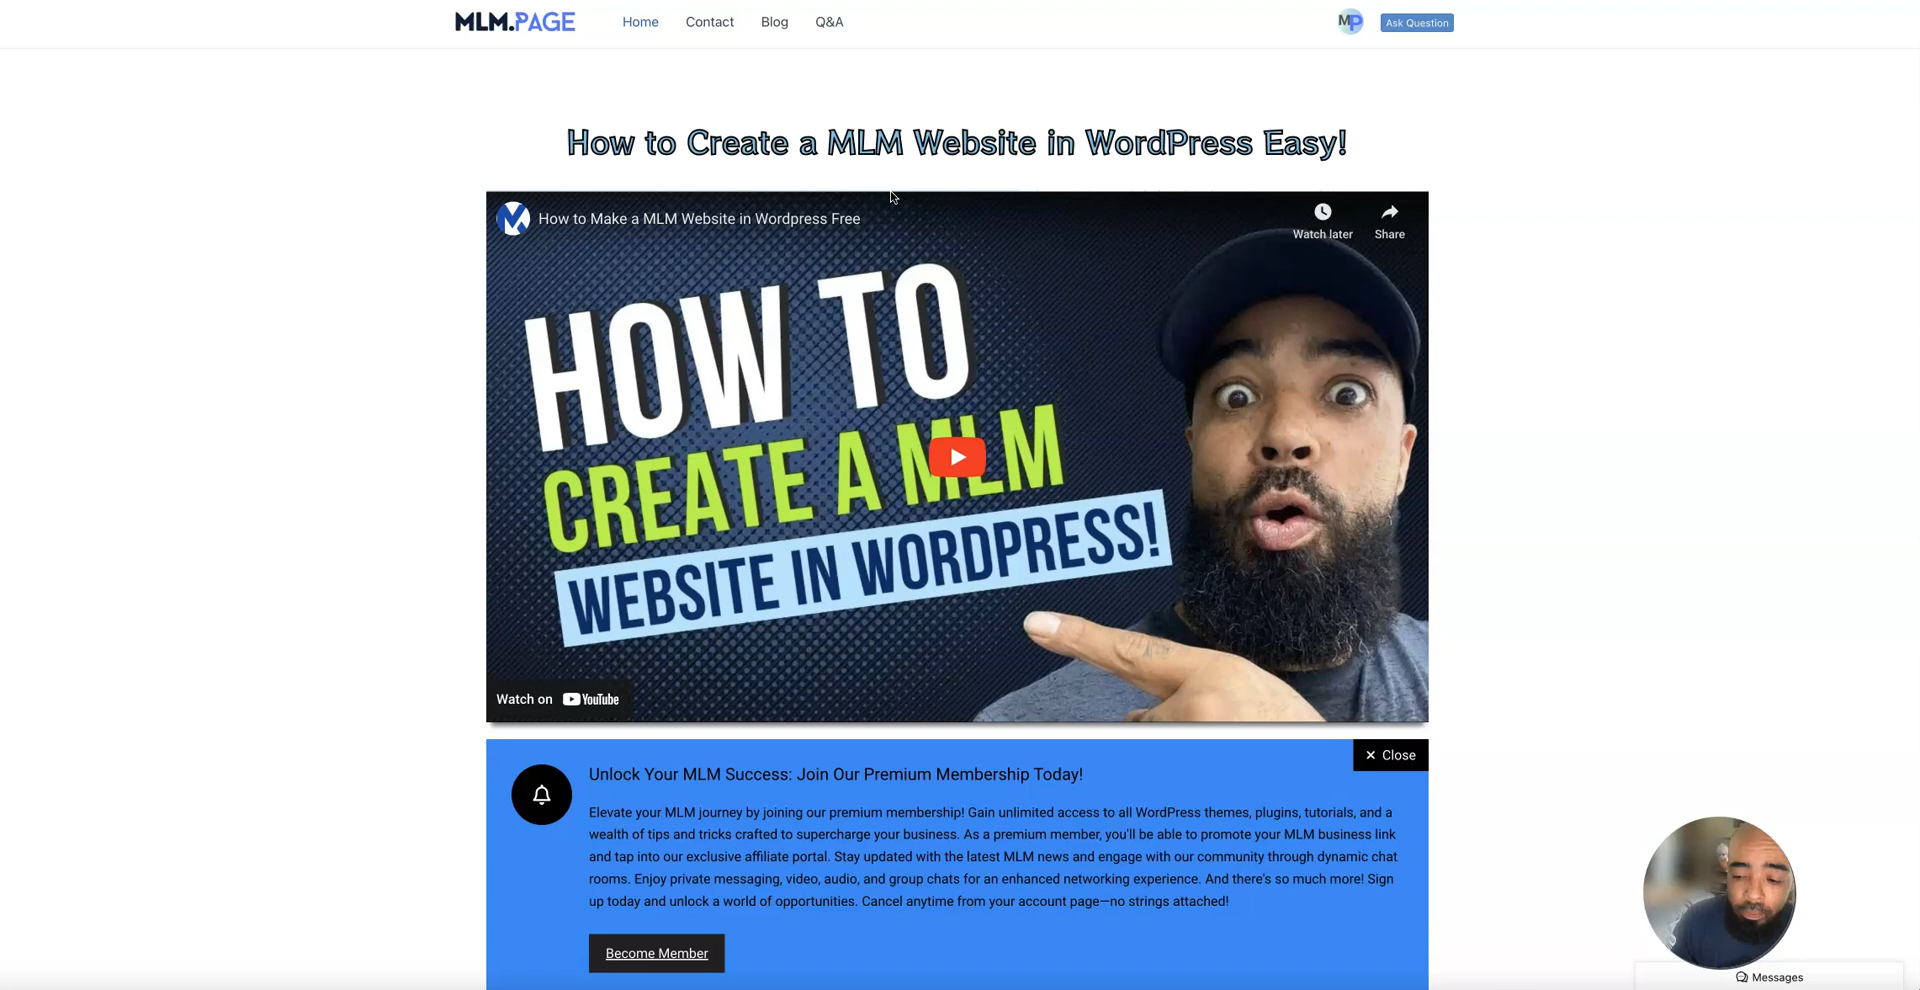 MLM.PAGE
Home
Contact
Blog
Q&A
MP
Ask Question
How to Create a MLM Website in WordPress Easy!
How to Make a MLM Website in Wordpress Free
Watch later
Share
HOW TO
CREATE A MLM
WEBSITE IN WORDPRESS!
Watch on YouTube
Close
Unlock Your MLM Success: Join Our Premium Membership Today!
Elevate your MLM journey by joining our premium membership! Gain unlimited access to all WordPress themes, plugins, tutorials, and a
wealth of tips and tricks crafted to supercharge your business. As a premium member, you'll be able to promote your MLM business link
and tap into our exclusive affiliate portal. Stay updated with the latest MLM news and engage with our community through dynamic chat
rooms. Enjoy private messaging, video, audio, and group chats for an enhanced networking experience. And there's so much more! Sign
up today and unlock a world of opportunities. Cancel anytime from your account page—no strings attached!
Become Member
Messages